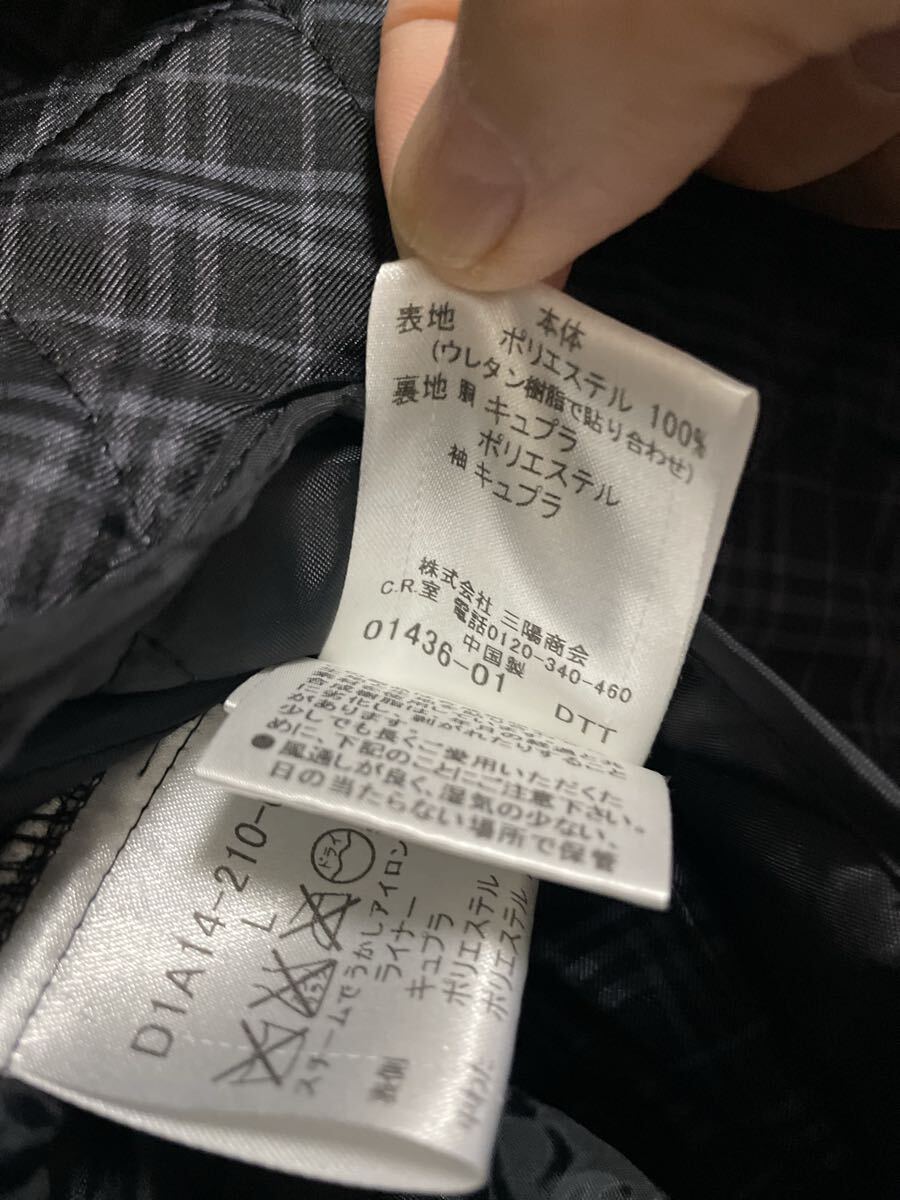 本体
表地 ポリエステル 100%
(ウレタン樹脂で貼り合わせ)
裏地 胴 キュプラ
ポリエステル
袖 キュプラ
株式会社 三陽商会
C.R.室 電話0120-340-460
中国製
01436-01
DTT
少しでも長くご愛用いただくた
めに、下記のことにご注意下さい。
●風通しが良く、湿気の少ない、
日の当たらない場所で保管
D1A14-210-
L
ドライ
スチームでうかしアイロン
ライナー
キュプラ
ポリエステル
ポリエステル
中わた